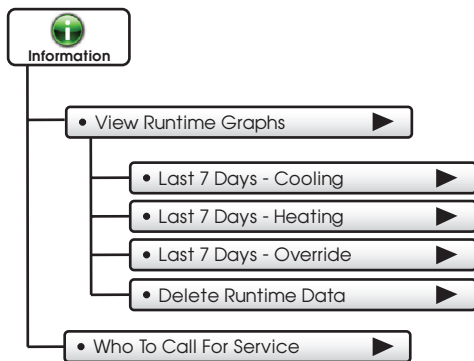 Information
• View Runtime Graphs
• Last 7 Days - Cooling
• Last 7 Days - Heating
• Last 7 Days - Override
• Delete Runtime Data
• Who To Call For Service